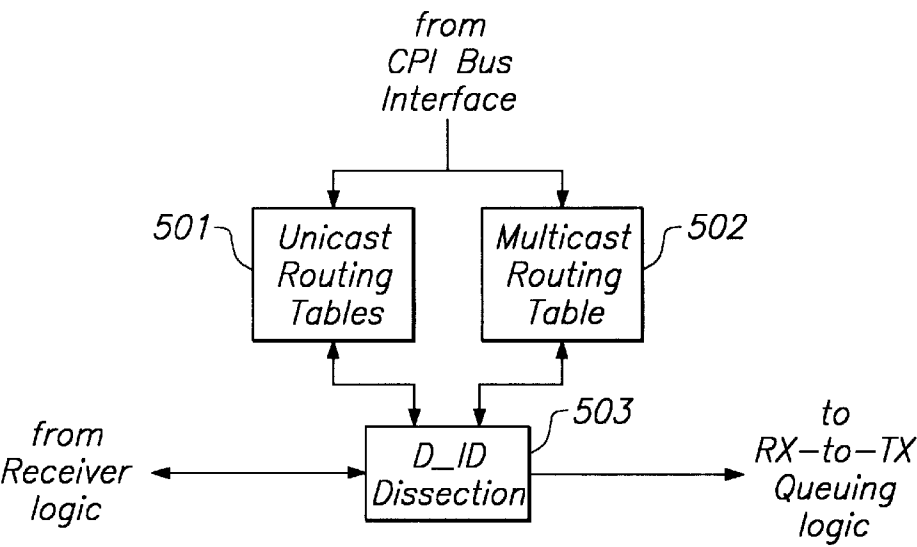 from
CPI Bus
Interface
501
Unicast
Routing
Tables
Multicast
Routing
Table
502
from
Receiver
logic
503
D_ID
Dissection
to
RX-to-TX
Queuing
logic